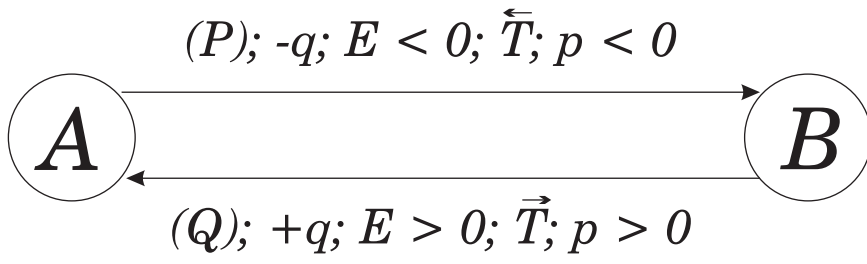 (P); -q; E < 0; T⃖; p < 0
A
B
(Q); +q; E > 0; T⃗; p > 0